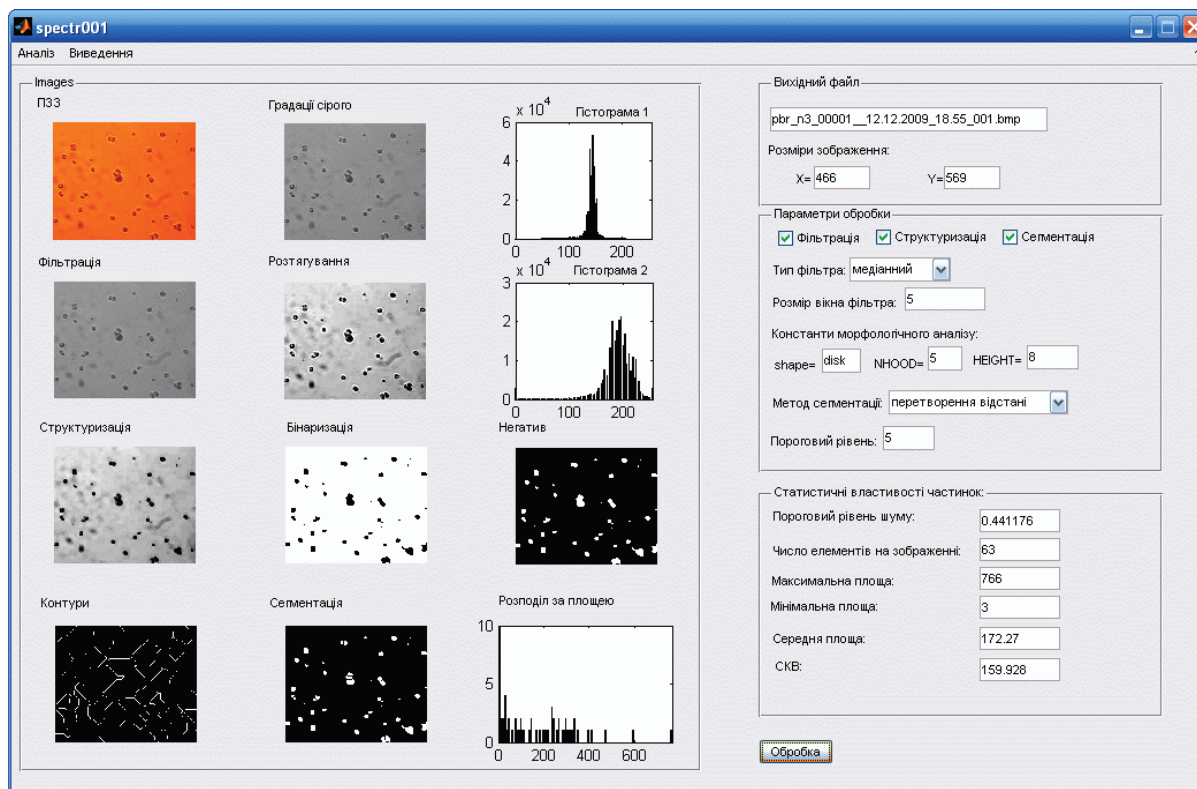 spectr001
Аналіз Виведення
Images
ПЗЗ
Градації сірого
x 10^4
Гістограма 1
6
4
2
0
0 100 200
Фільтрація
Розтягування
x 10^4
Гістограма 2
3
2
1
0
0 100 200
Структуризація
Бінаризація
Негатив
Контури
Сегментація
Розподіл за площею
10
5
0
0 200 400 600
Вихідний файл
pbr_n3_00001__12.12.2009_18.55_001.bmp
Розміри зображення:
X= 466 Y= 569
Параметри обробки
Фільтрація Структуризація Сегментація
Тип фільтра: медіанний
Розмір вікна фільтра: 5
Константи морфологічного аналізу:
shape= disk NHOOD= 5 HEIGHT= 8
Метод сегментації: перетворення відстані
Пороговий рівень: 5
Статистичні властивості частинок:
Пороговий рівень шуму: 0.441176
Число елементів на зображенні: 63
Максимальна площа: 766
Мінімальна площа: 3
Середня площа: 172.27
СКВ: 159.928
Обробка